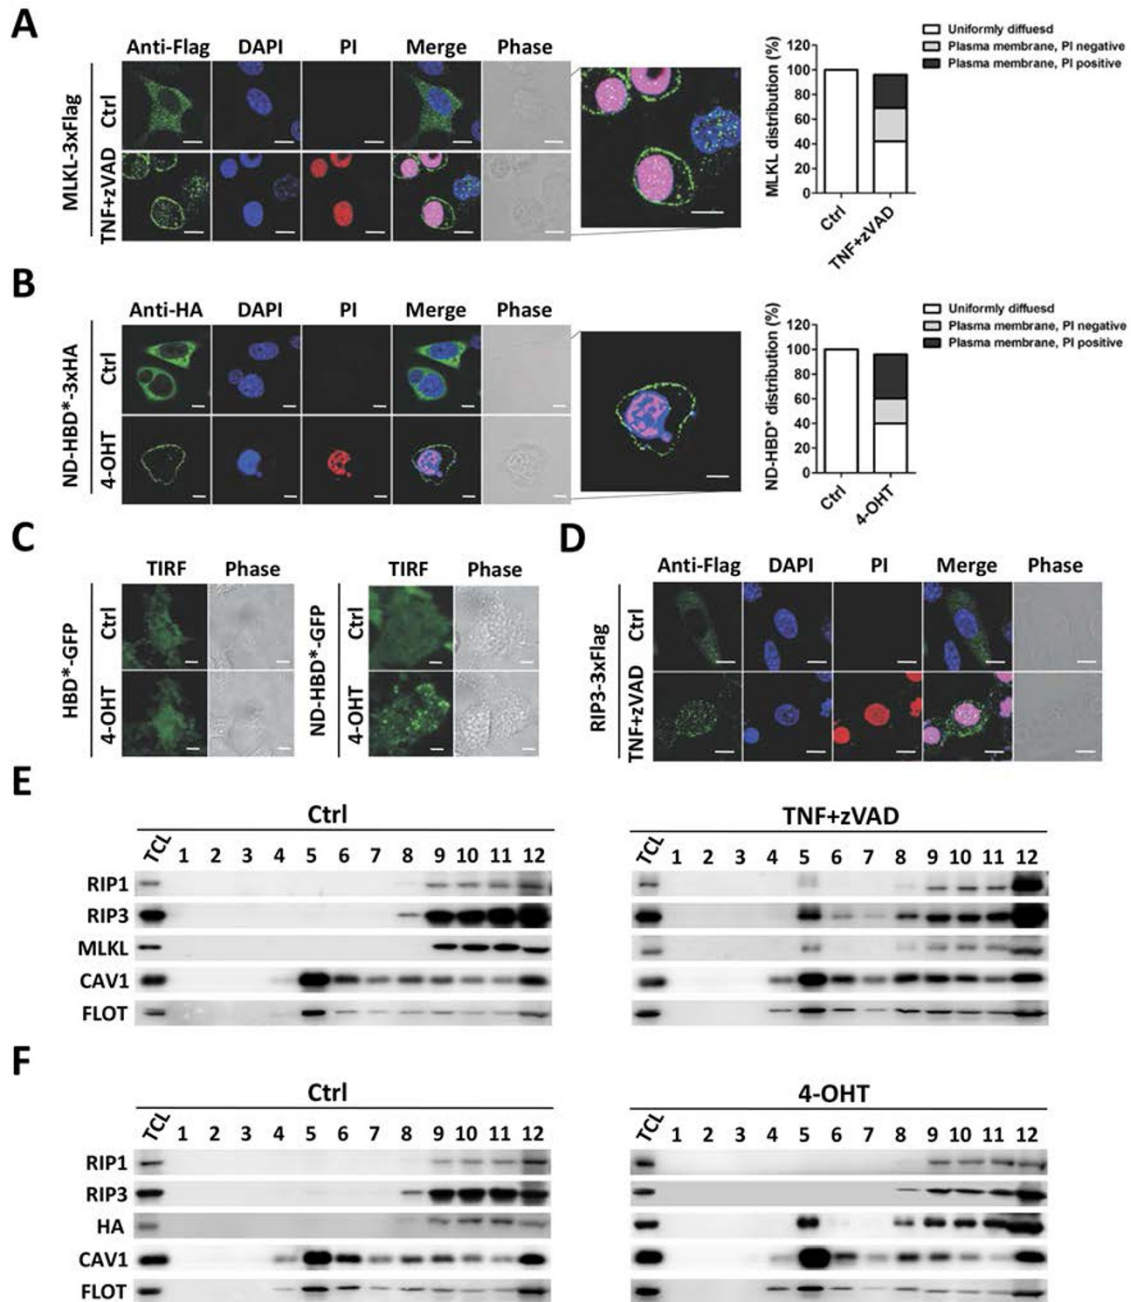 A
Anti-Flag DAPI PI Merge Phase
MLKL-3xFlag
Ctrl
TNF+zVAD
MLKL distribution (%)
120
100
80
60
40
20
0
Ctrl
TNF+zVAD
Uniformly diffuesd
Plasma membrane, PI negative
Plasma membrane, PI positive
B
Anti-HA DAPI PI Merge Phase
ND-HBD*-3xHA
Ctrl
4-OHT
ND-HBD* distribution (%)
120
100
80
60
40
20
0
Ctrl
4-OHT
Uniformly diffuesd
Plasma membrane, PI negative
Plasma membrane, PI positive
C
TIRF Phase
HBD*-GFP
Ctrl
4-OHT
TIRF Phase
ND-HBD*-GFP
Ctrl
4-OHT
D
Anti-Flag DAPI PI Merge Phase
RIP3-3xFlag
Ctrl
TNF+zVAD
E
Ctrl
TCL 1 2 3 4 5 6 7 8 9 10 11 12
TNF+zVAD
TCL 1 2 3 4 5 6 7 8 9 10 11 12
RIP1
RIP3
MLKL
CAV1
FLOT
F
Ctrl
TCL 1 2 3 4 5 6 7 8 9 10 11 12
4-OHT
TCL 1 2 3 4 5 6 7 8 9 10 11 12
RIP1
RIP3
HA
CAV1
FLOT